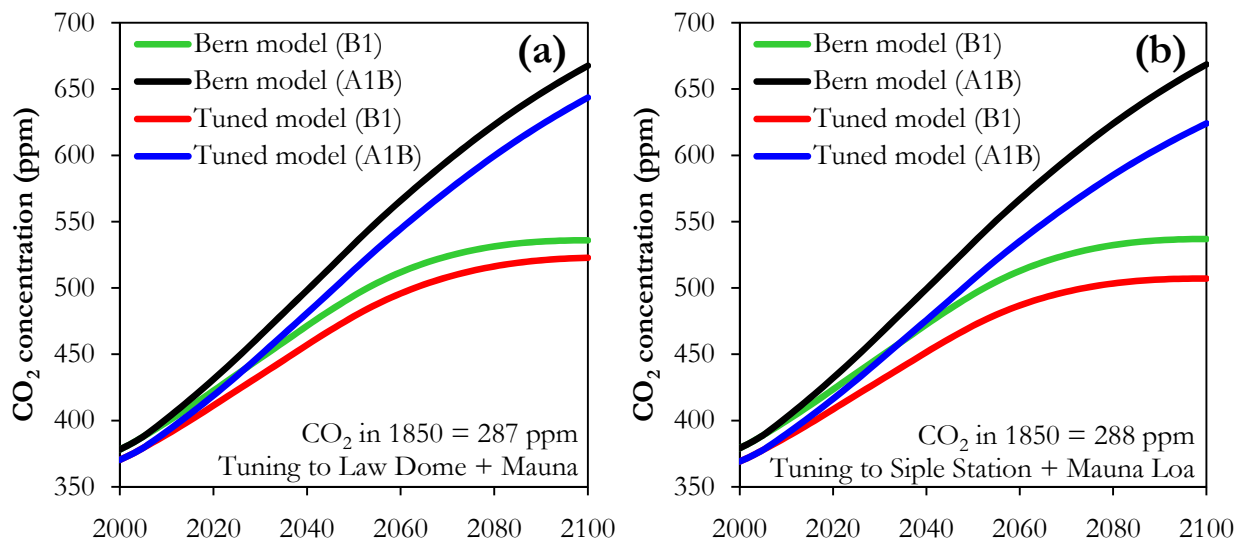 CO₂ concentration (ppm)
700
650
600
550
500
450
400
350
Bern model (B1)
Bern model (A1B)
Tuned model (B1)
Tuned model (A1B)
(a)
CO₂ in 1850 = 287 ppm
Tuning to Law Dome + Mauna
2000 2020 2040 2060 2080 2100
CO₂ concentration (ppm)
700
650
600
550
500
450
400
350
Bern model (B1)
Bern model (A1B)
Tuned model (B1)
Tuned model (A1B)
(b)
CO₂ in 1850 = 288 ppm
Tuning to Siple Station + Mauna Loa
2000 2020 2040 2060 2080 2100